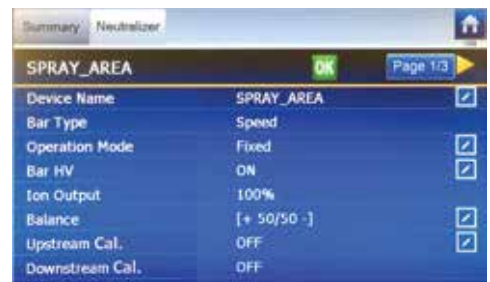 Summary Neutralizer
SPRAY_AREA OK Page 1/3
Device Name SPRAY_AREA
Bar Type Speed
Operation Mode Fixed
Bar HV ON
Ion Output 100%
Balance [+ 50/50 -]
Upstream Cal. OFF
Downstream Cal. OFF